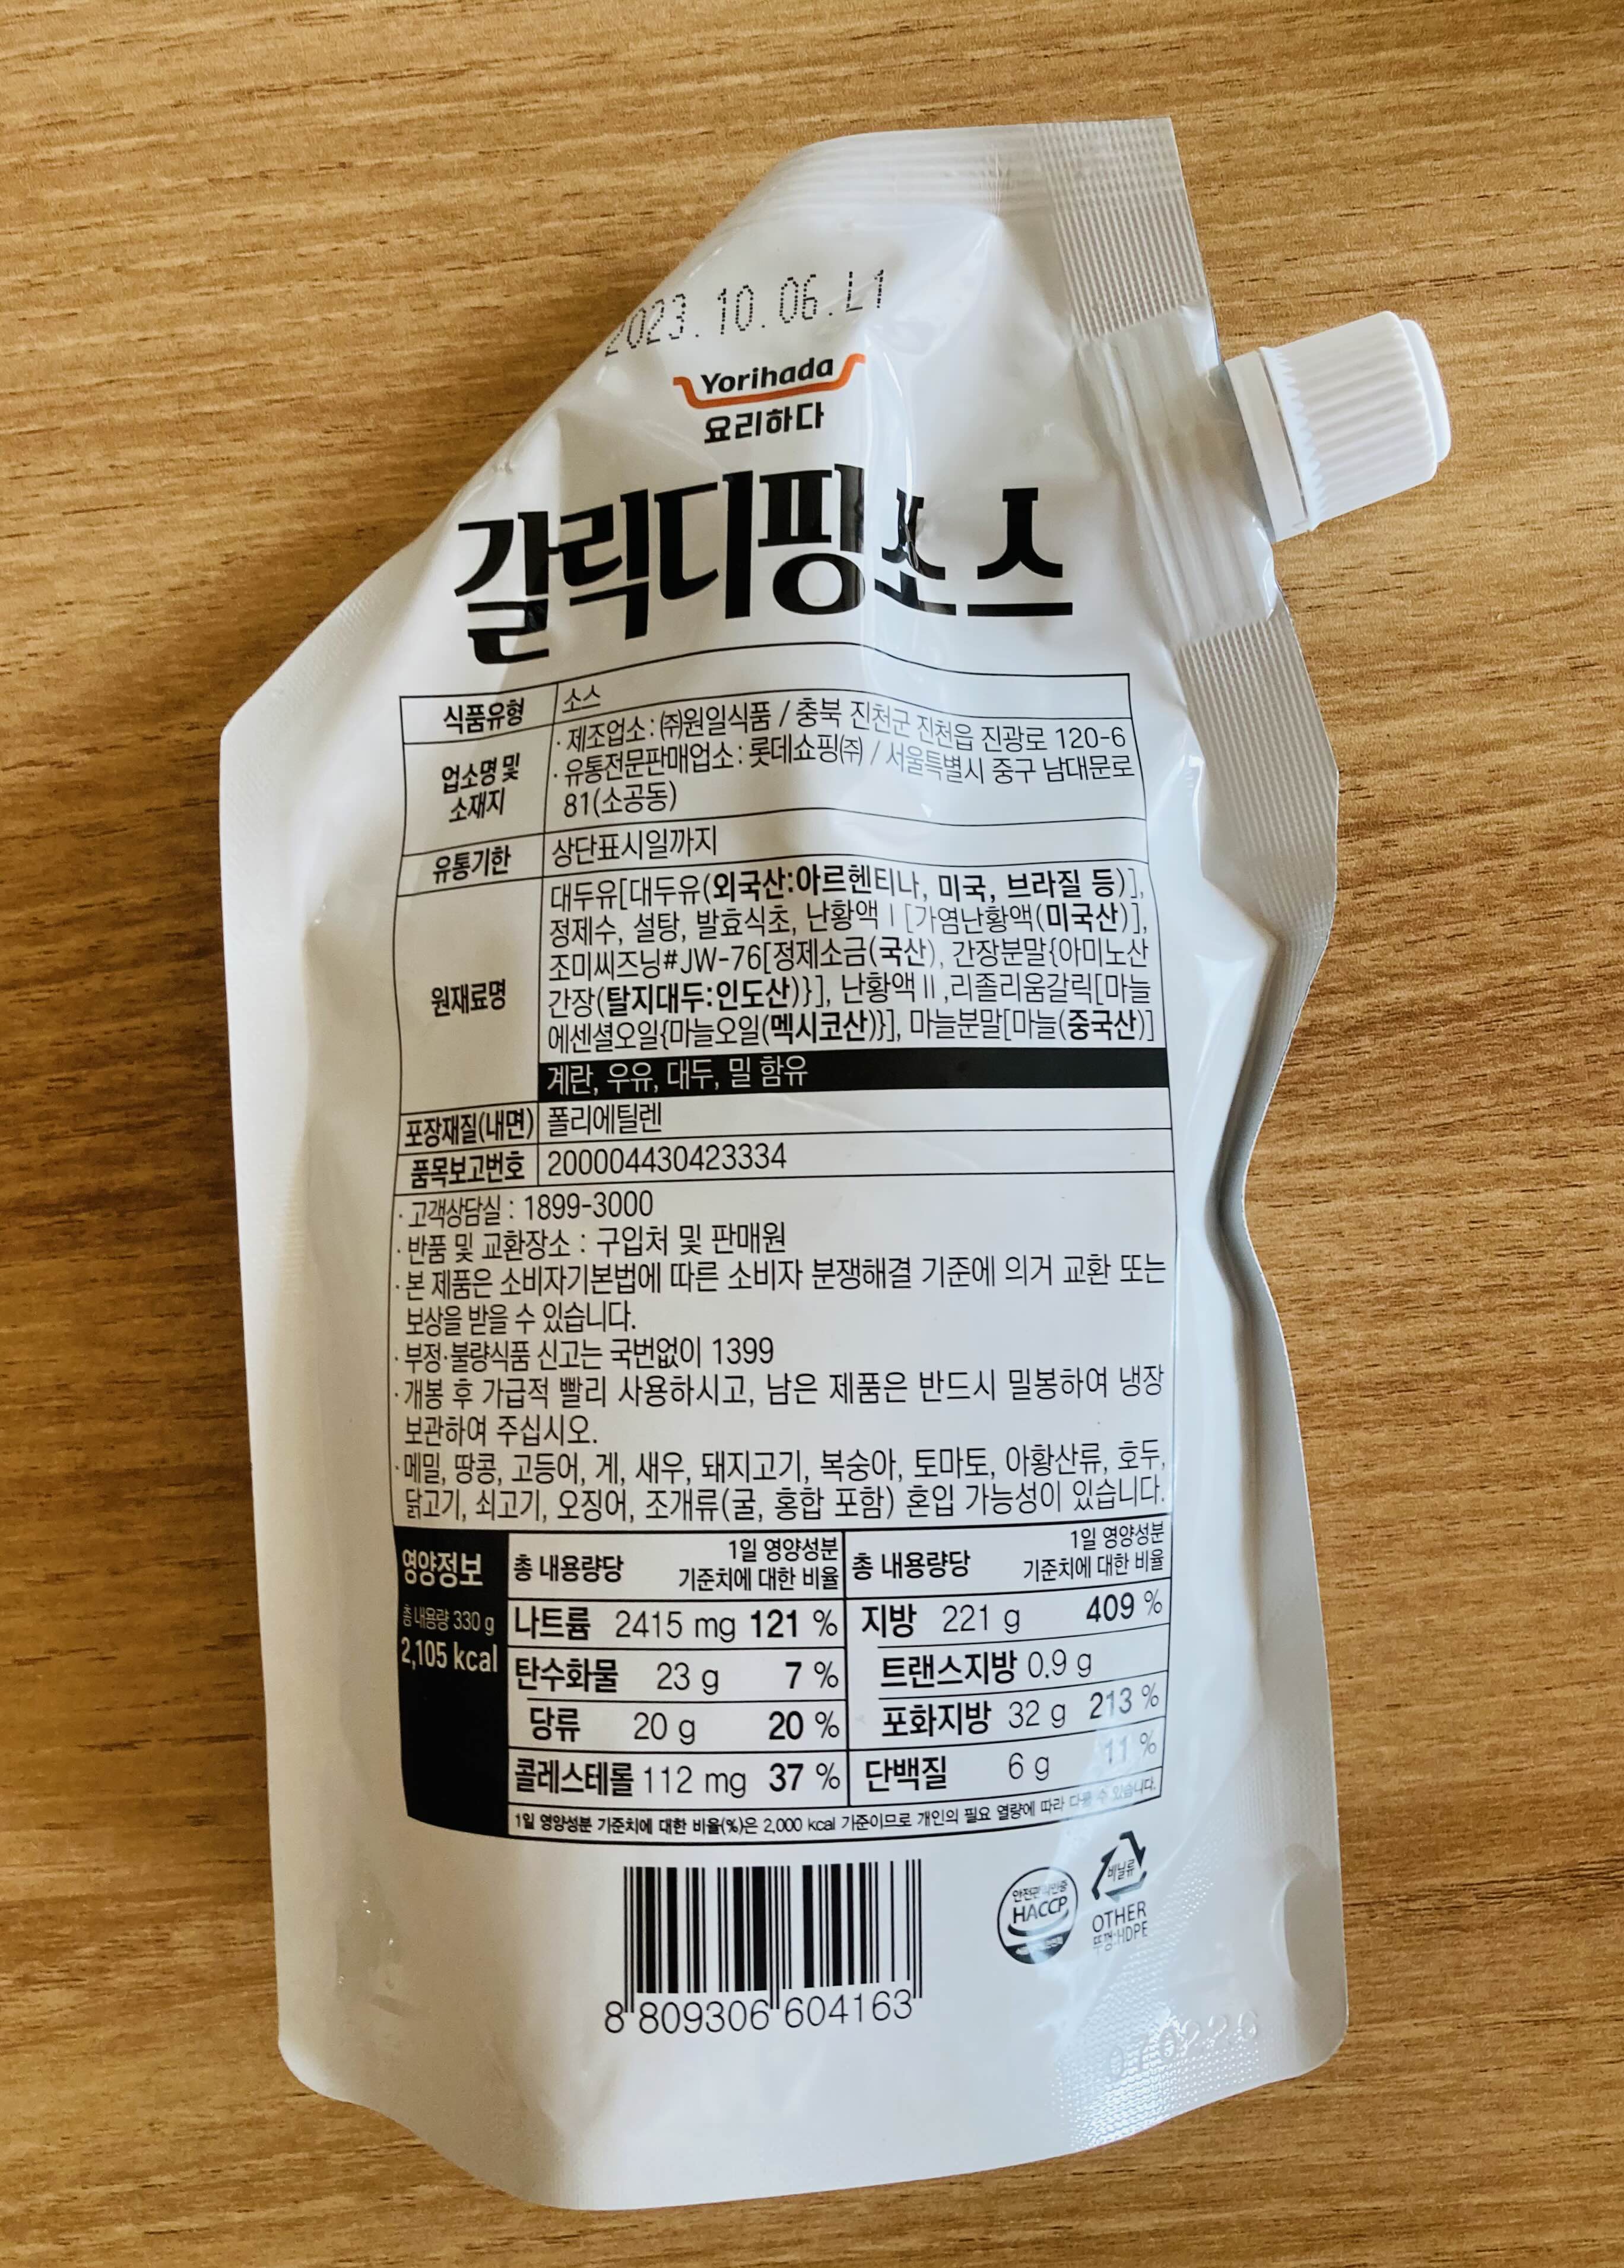 2023.10.06.L1
Yorihada
요리하다
갈릭디핑소스
식품유형 소스
업소명 및 소재지 · 제조업소 : ㈜원일식품 / 충북 진천군 진천읍 진광로 120-6
· 유통전문판매업소 : 롯데쇼핑㈜ / 서울특별시 중구 남대문로
81(소공동)
유통기한 상단표시일까지
원재료명 대두유[대두유(외국산:아르헨티나, 미국, 브라질 등)],
정제수, 설탕, 발효식초, 난황액Ⅰ[가염난황액(미국산)],
조미씨즈닝#JW-76[정제소금(국산), 간장분말{아미노산
간장(탈지대두:인도산)}], 난황액Ⅱ,리졸리움갈릭[마늘
에센셜오일{마늘오일(멕시코산)}], 마늘분말[마늘(중국산)]
계란, 우유, 대두, 밀 함유
포장재질(내면) 폴리에틸렌
품목보고번호 200004430423334
· 고객상담실 : 1899-3000
· 반품 및 교환장소 : 구입처 및 판매원
· 본 제품은 소비자기본법에 따른 소비자 분쟁해결 기준에 의거 교환 또는
보상을 받을 수 있습니다.
· 부정·불량식품 신고는 국번없이 1399
· 개봉 후 가급적 빨리 사용하시고, 남은 제품은 반드시 밀봉하여 냉장
보관하여 주십시오.
· 메밀, 땅콩, 고등어, 게, 새우, 돼지고기, 복숭아, 토마토, 아황산류, 호두,
닭고기, 쇠고기, 오징어, 조개류(굴, 홍합 포함) 혼입 가능성이 있습니다.
영양정보
총 내용량 330 g
2,105 kcal
총 내용량당 1일 영양성분 기준치에 대한 비율 총 내용량당 1일 영양성분 기준치에 대한 비율
나트륨 2415 mg 121 % 지방 221 g 409 %
탄수화물 23 g 7 % 트랜스지방 0.9 g
당류 20 g 20 % 포화지방 32 g 213 %
콜레스테롤 112 mg 37 % 단백질 6 g 11 %
1일 영양성분 기준치에 대한 비율(%)은 2,000 kcal 기준이므로 개인의 필요 열량에 따라 다를 수 있습니다.
안전관리인증
HACCP
비닐류
OTHER
뚜껑:HDPE
8 809306 604163